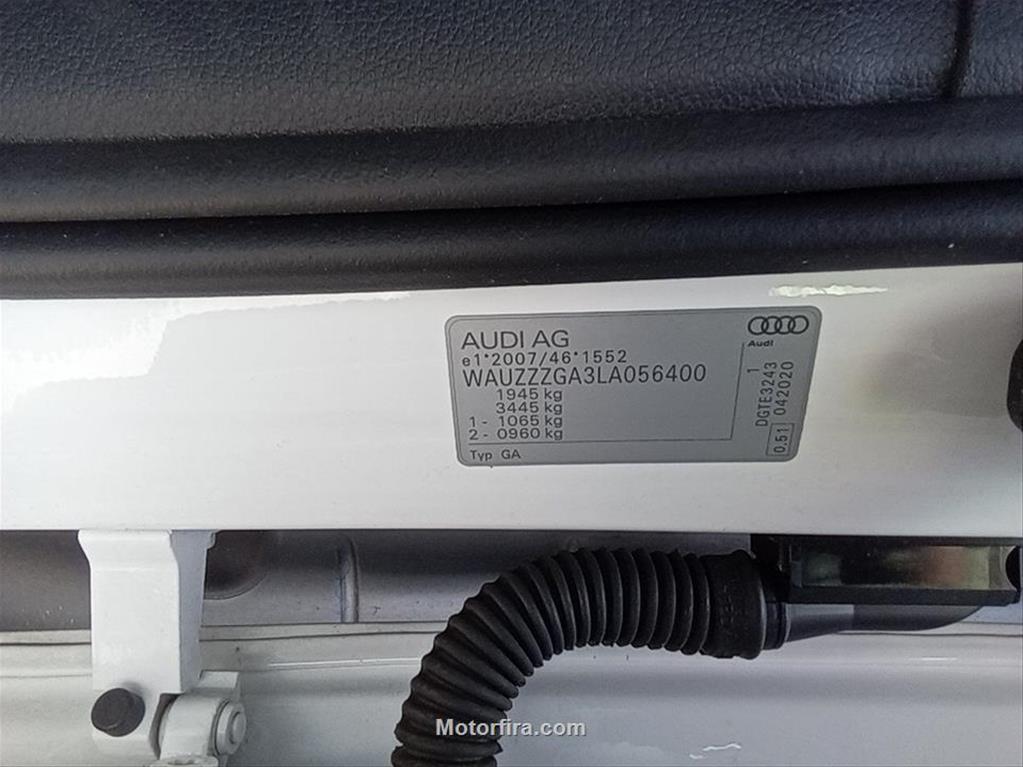 AUDI AG
e1*2007/46*1552
WAUZZZGA3LA056400
1945 kg
3445 kg
1 - 1065 kg
2 - 0960 kg
Typ GA
Audi
DGTE3243 1
0.51 042020
Motorfira.com